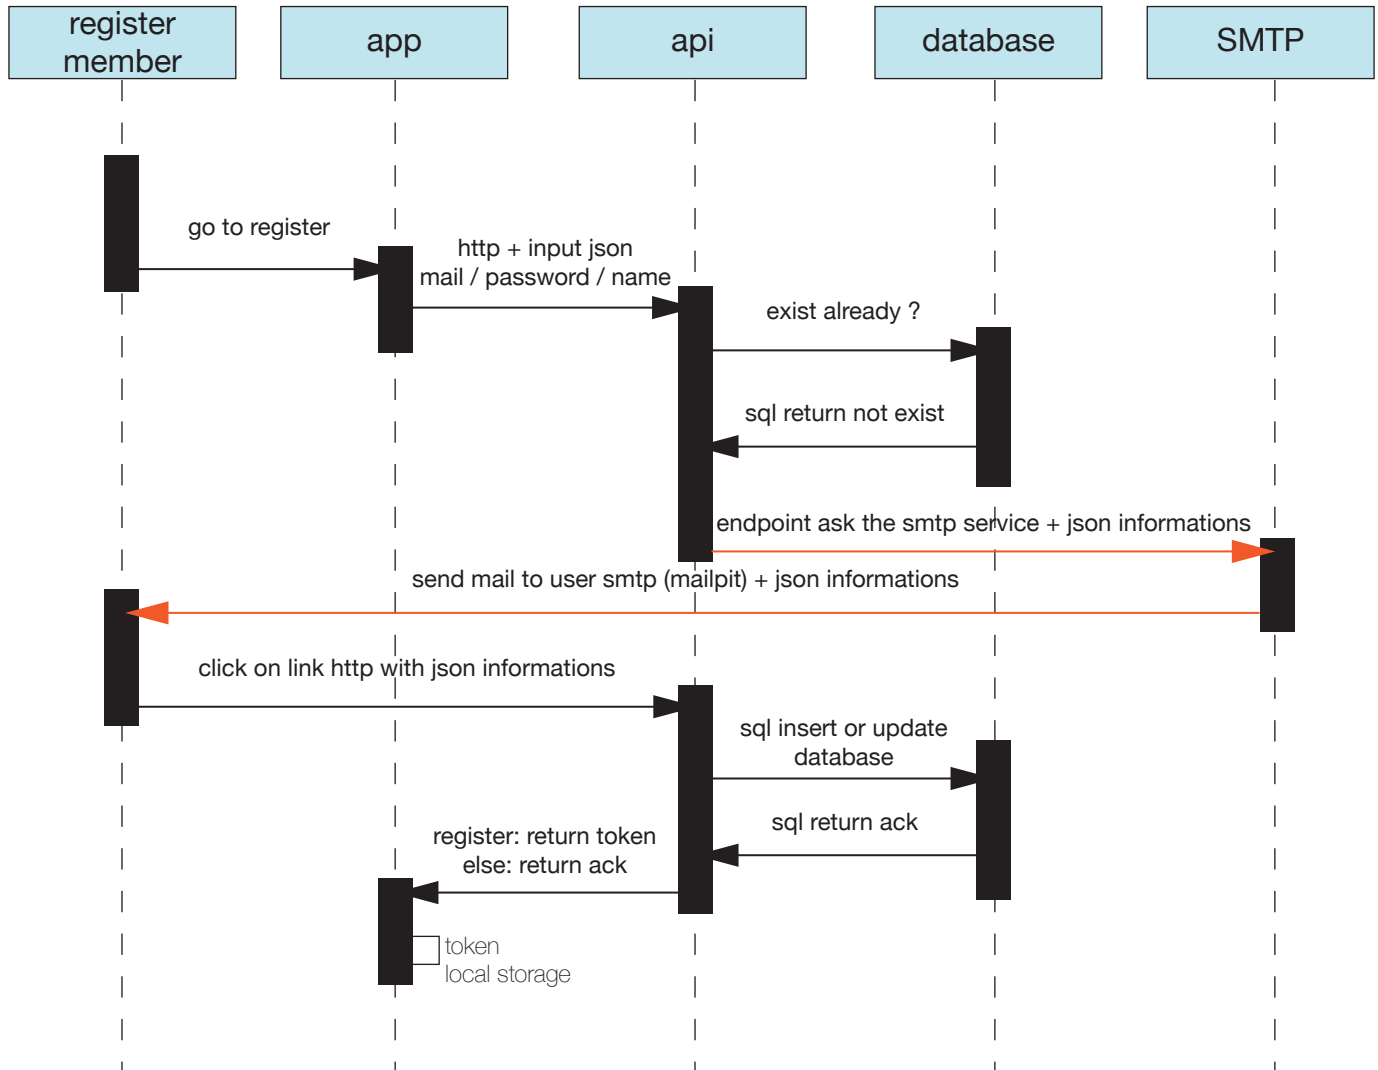 register
member
app
api
database
SMTP
go to register
http + input json
mail / password / name
exist already ?
sql return not exist
endpoint ask the smtp service + json informations
send mail to user smtp (mailpit) + json informations
click on link http with json informations
sql insert or update
database
sql return ack
register: return token
else: return ack
token
local storage